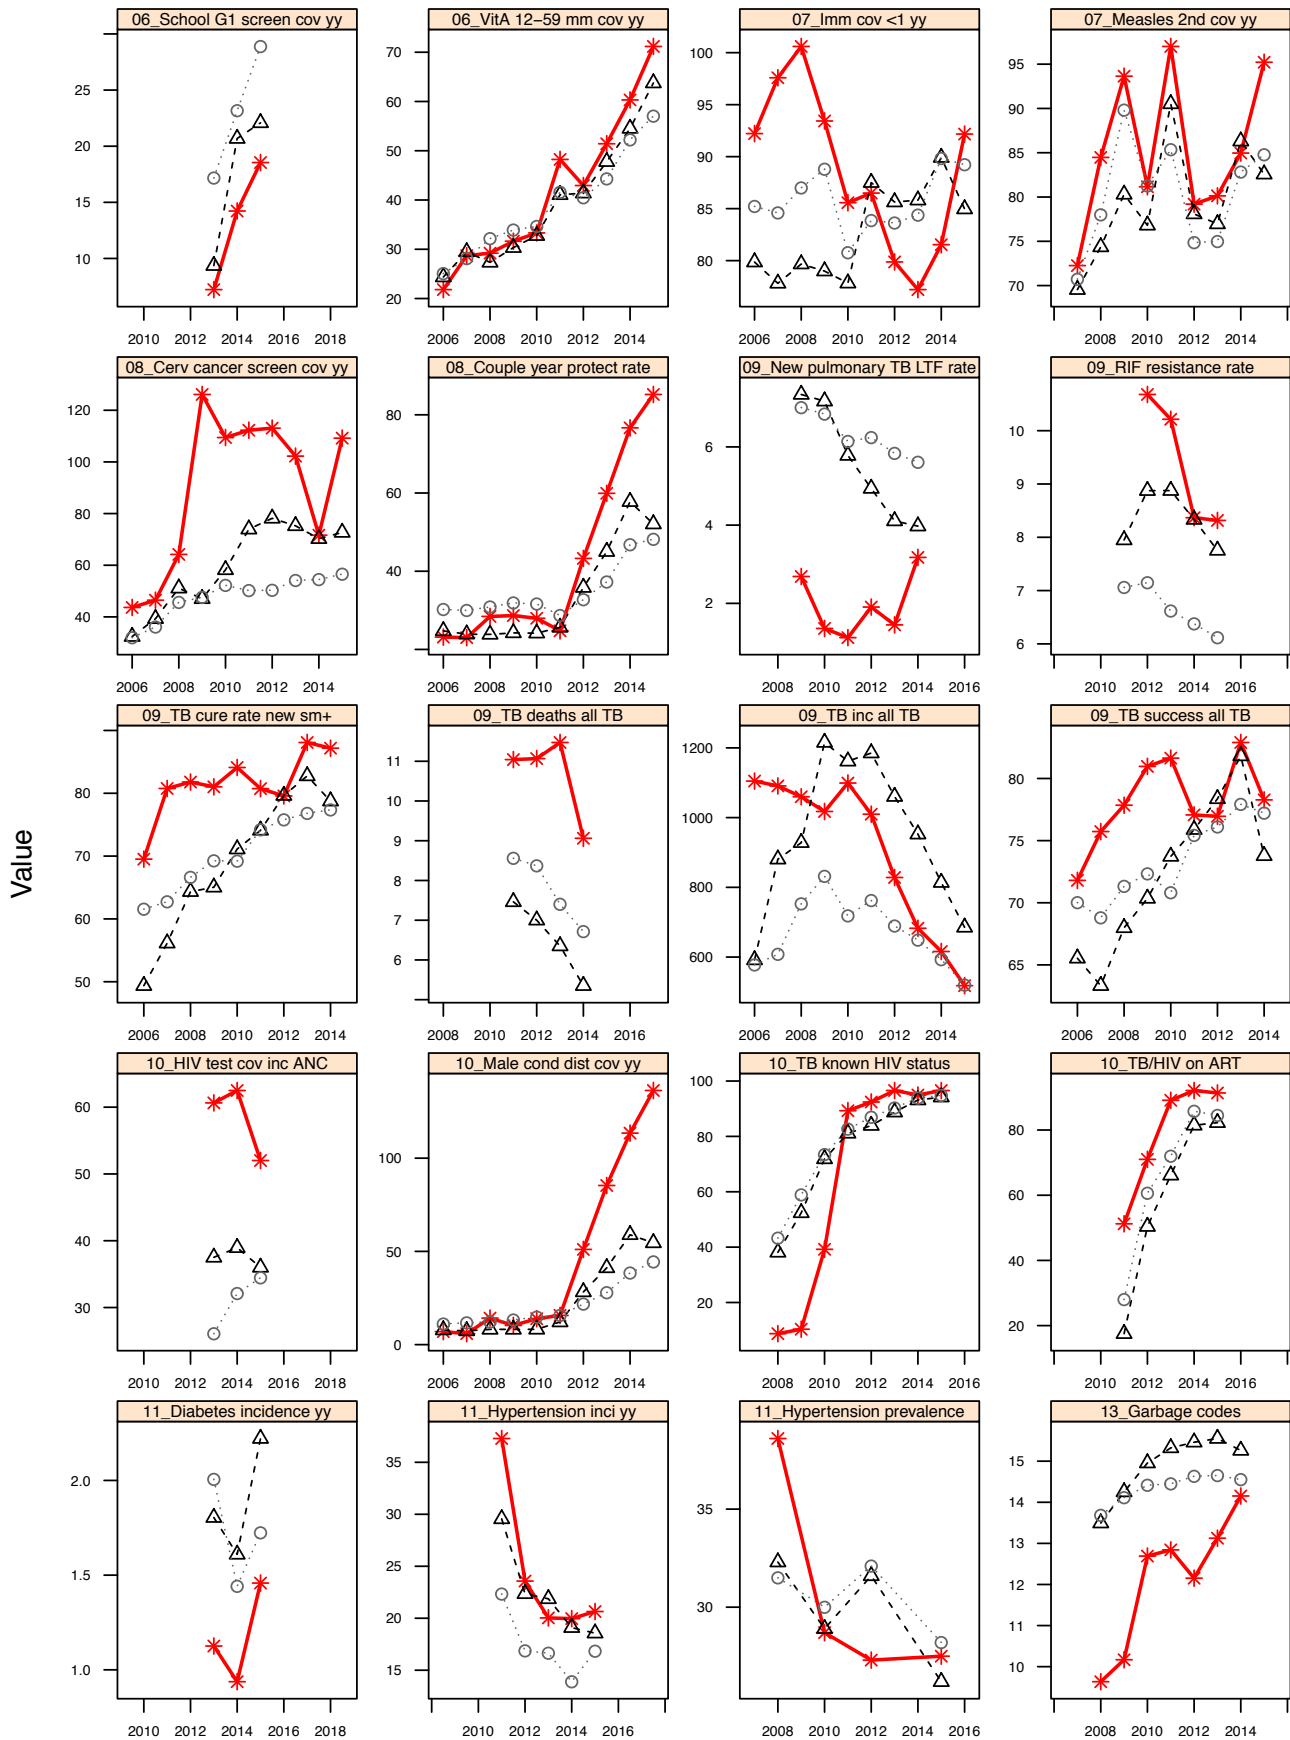 06_School G1 screen cov yy
06_VitA 12−59 mm cov yy
07_Imm cov <1 yy
07_Measles 2nd cov yy
25
20
15
10
70
60
50
40
30
20
100
95
90
85
80
95
90
85
80
75
70
2010 2012 2014 2016 2018
2006 2008 2010 2012 2014
2006 2008 2010 2012 2014
2008 2010 2012 2014
08_Cerv cancer screen cov yy
08_Couple year protect rate
09_New pulmonary TB LTF rate
09_RIF resistance rate
120
100
80
60
40
80
60
40
6
4
2
10
9
8
7
6
2006 2008 2010 2012 2014
2006 2008 2010 2012 2014
2008 2010 2012 2014 2016
2010 2012 2014 2016
09_TB cure rate new sm+
09_TB deaths all TB
09_TB inc all TB
09_TB success all TB
80
70
60
50
11
10
9
8
7
6
1200
1000
800
600
80
75
70
65
2006 2008 2010 2012 2014
2008 2010 2012 2014 2016
2006 2008 2010 2012 2014
2006 2008 2010 2012 2014
Value
10_HIV test cov inc ANC
10_Male cond dist cov yy
10_TB known HIV status
10_TB/HIV on ART
60
50
40
30
100
50
0
100
80
60
40
20
80
60
40
20
2010 2012 2014 2016 2018
2006 2008 2010 2012 2014
2008 2010 2012 2014 2016
2008 2010 2012 2014 2016
11_Diabetes incidence yy
11_Hypertension inci yy
11_Hypertension prevalence
13_Garbage codes
2.0
1.5
1.0
35
30
25
20
15
35
30
15
14
13
12
11
10
2010 2012 2014 2016 2018
2010 2012 2014 2016
2008 2010 2012 2014 2016
2008 2010 2012 2014